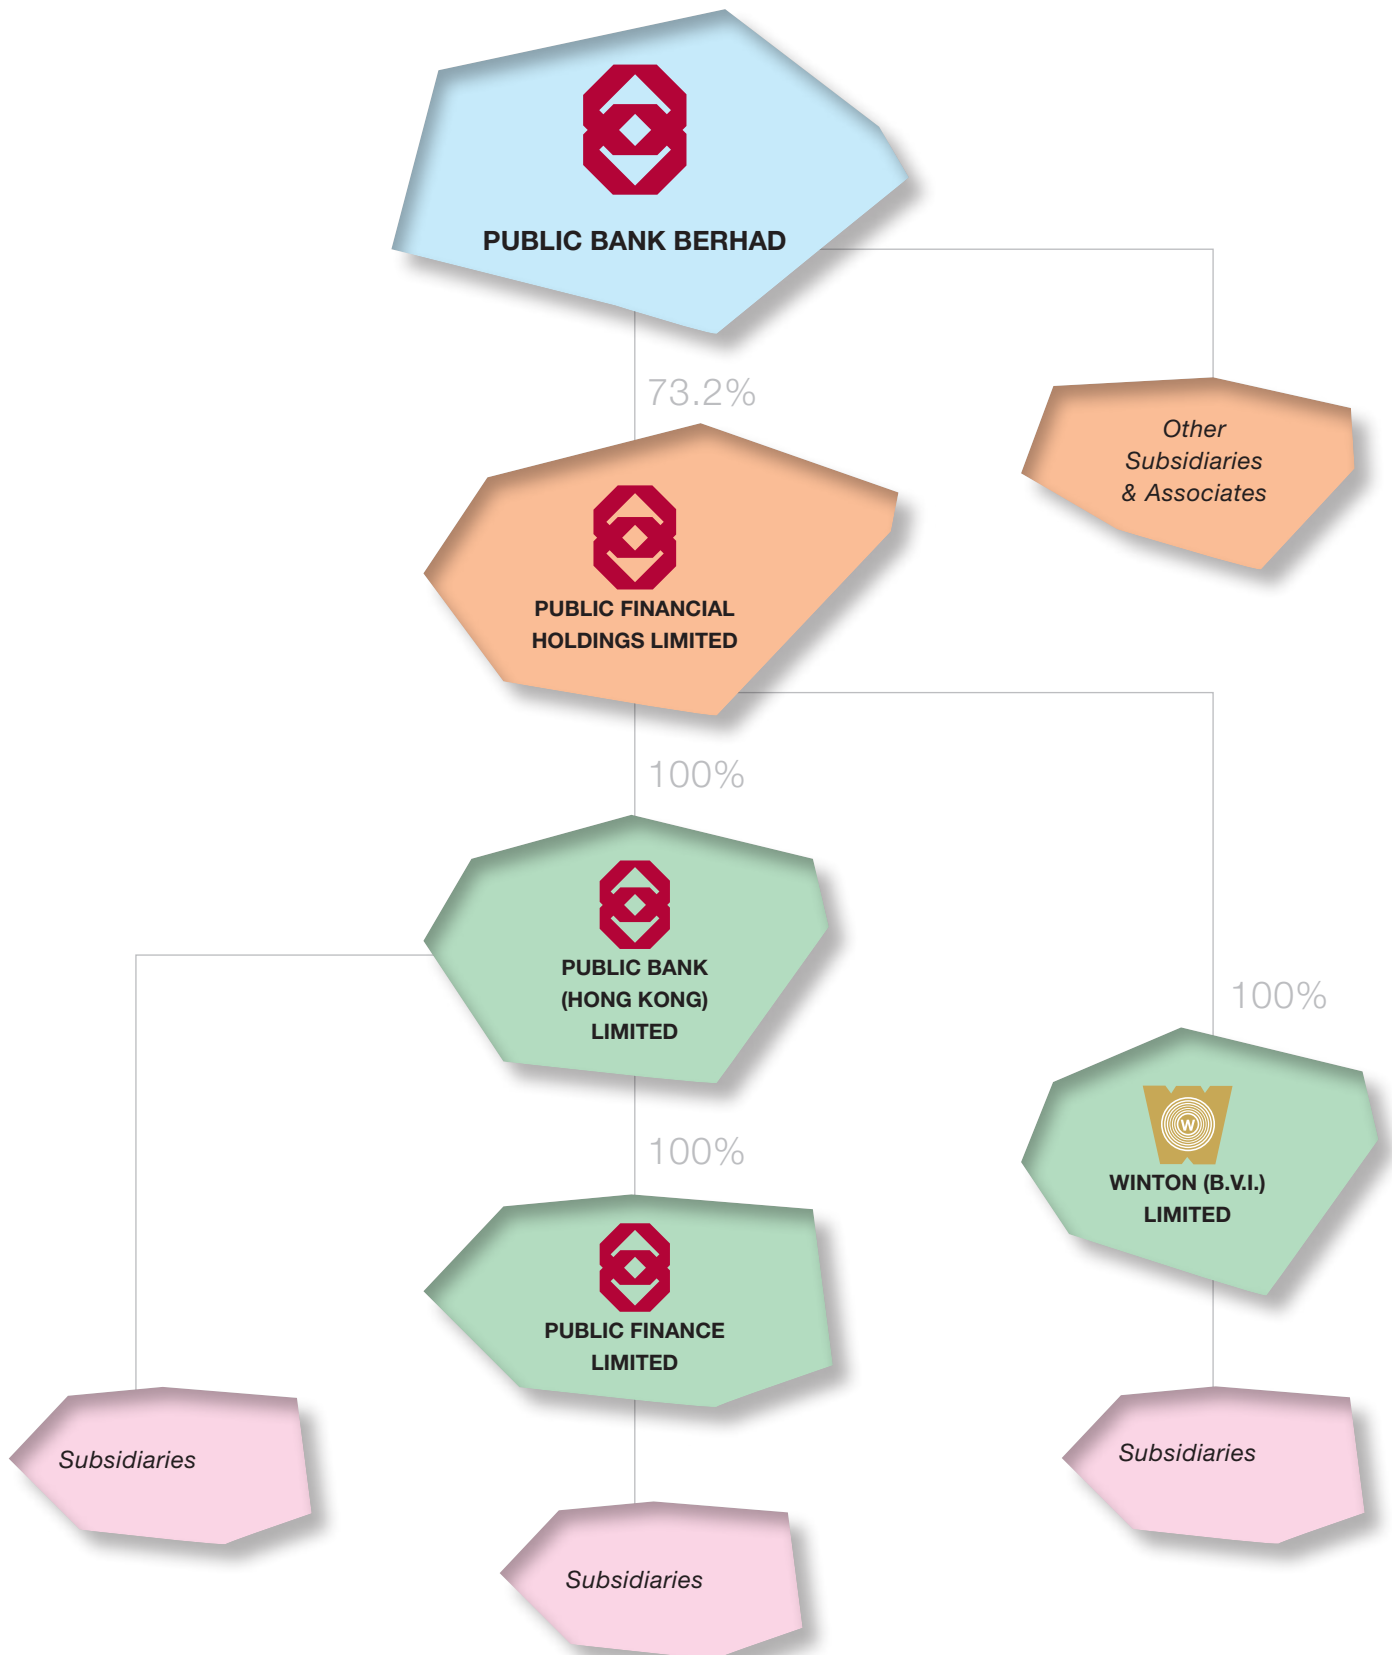 PUBLIC BANK BERHAD
73.2%
Other
Subsidiaries
& Associates
PUBLIC FINANCIAL
HOLDINGS LIMITED
100%
PUBLIC BANK
(HONG KONG)
LIMITED
100%
100%
W
WINTON (B.V.I.)
LIMITED
PUBLIC FINANCE
LIMITED
Subsidiaries
Subsidiaries
Subsidiaries